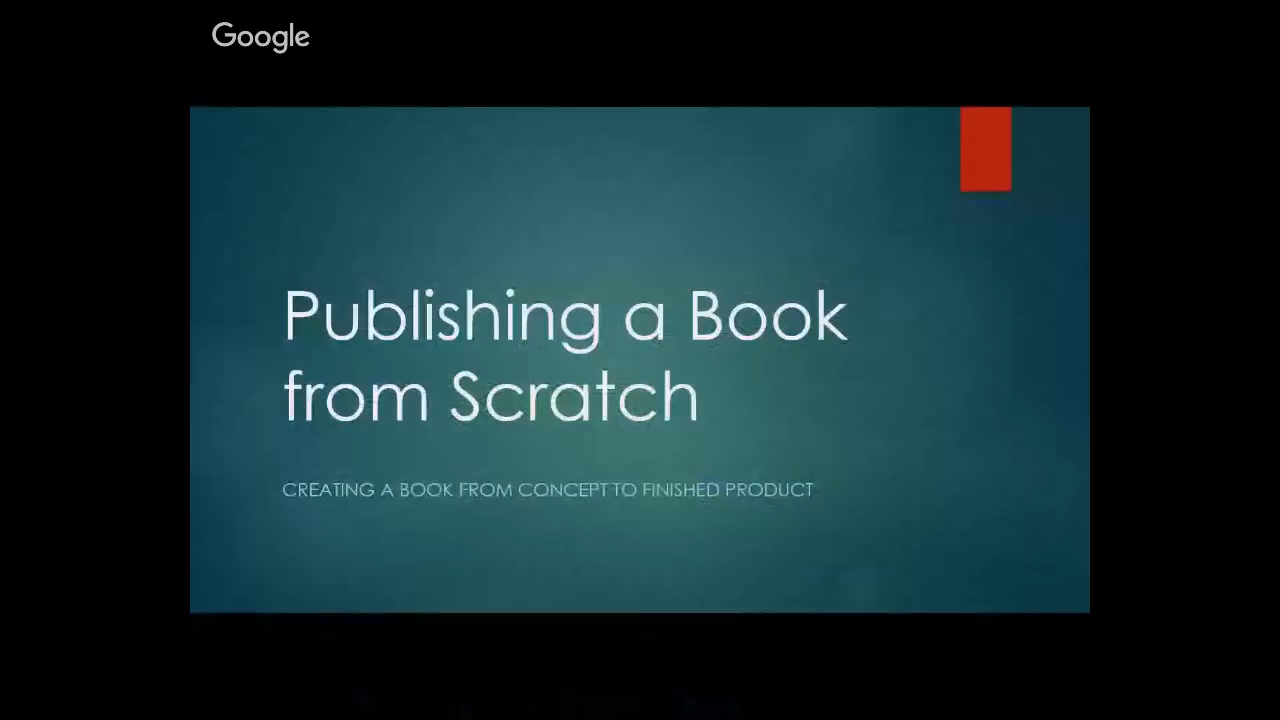 Google
Publishing a Book
from Scratch
CREATING A BOOK FROM CONCEPT TO FINISHED PRODUCT